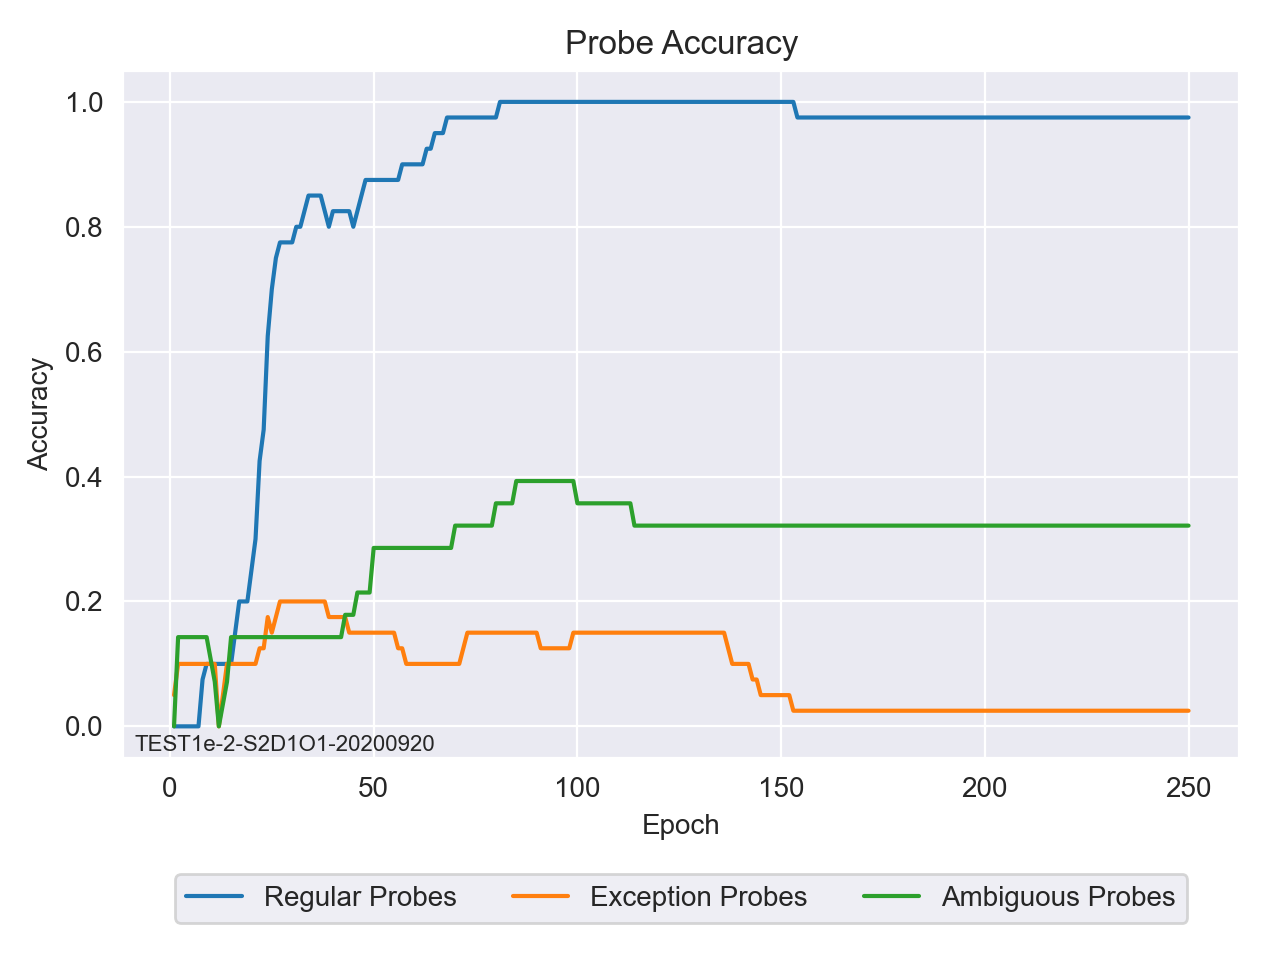 Probe Accuracy
1.0
0.8
0.6
0.4
0.2
0.0
Accuracy
TEST1e-2-S2D1O1-20200920
0 50 100 150 200 250
Epoch
Regular Probes Exception Probes Ambiguous Probes